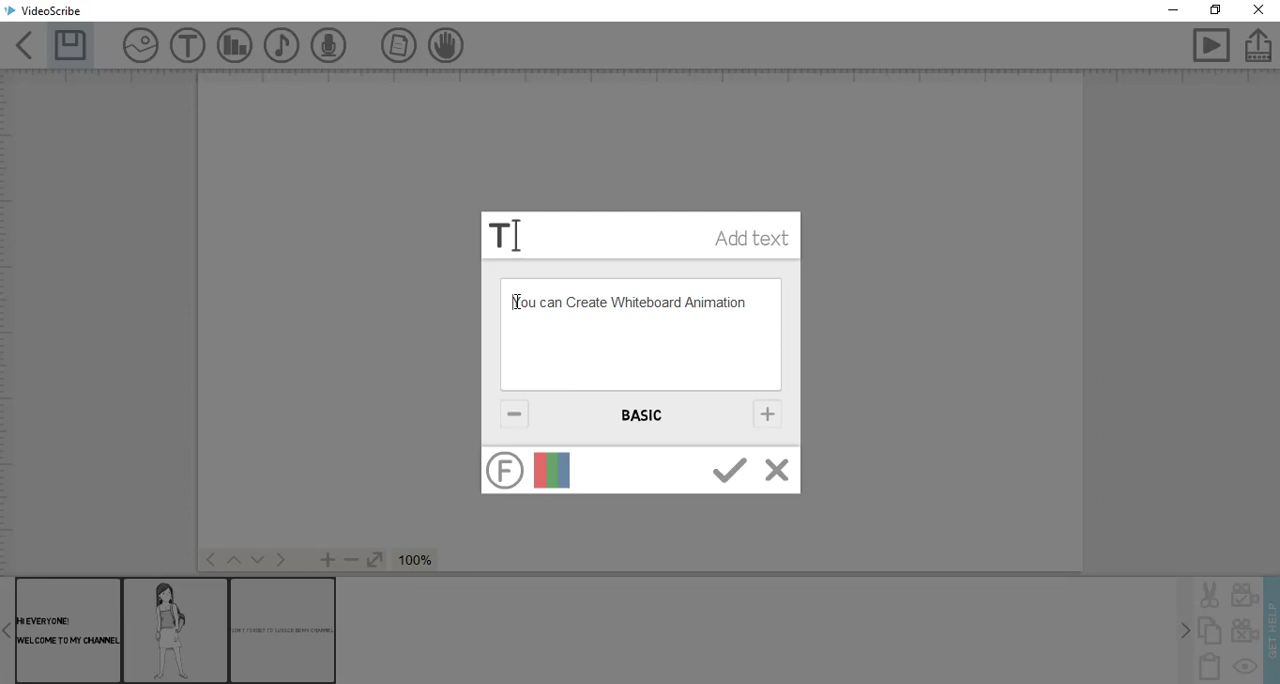 VideoScribe
T
Add text
You can Create Whiteboard Animation
BASIC
F
100%
HI EVERYONE!
WELCOME TO MY CHANNEL
GET HELP